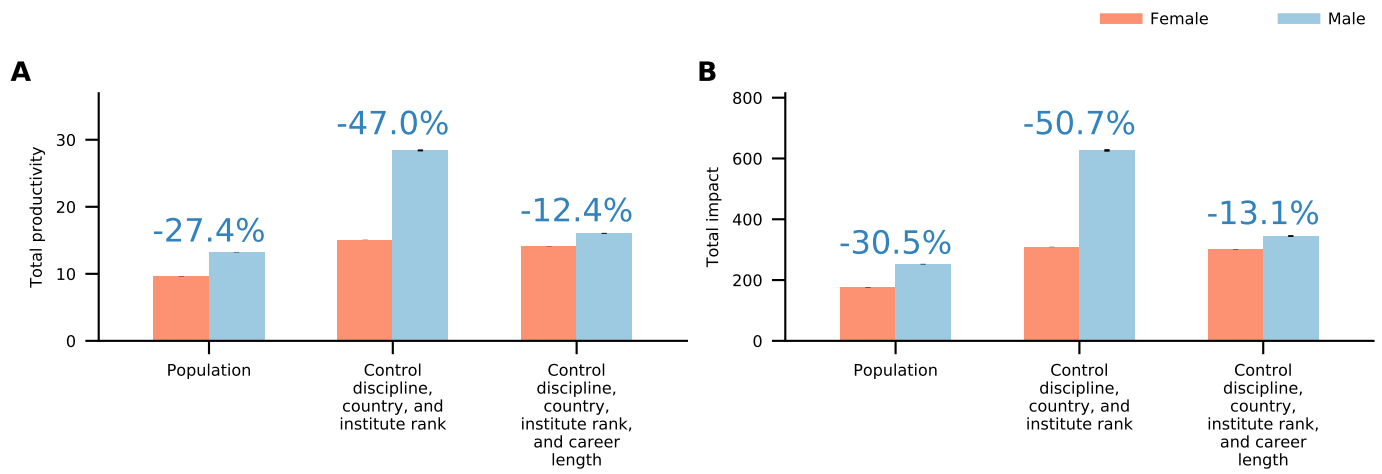 Female
Male
A
Total productivity
30
20
10
0
-27.4%
-47.0%
-12.4%
Population
Control
discipline,
country, and
institute rank
Control
discipline,
country,
institute rank,
and career
length
B
Total impact
800
600
400
200
0
-30.5%
-50.7%
-13.1%
Population
Control
discipline,
country, and
institute rank
Control
discipline,
country,
institute rank,
and career
length